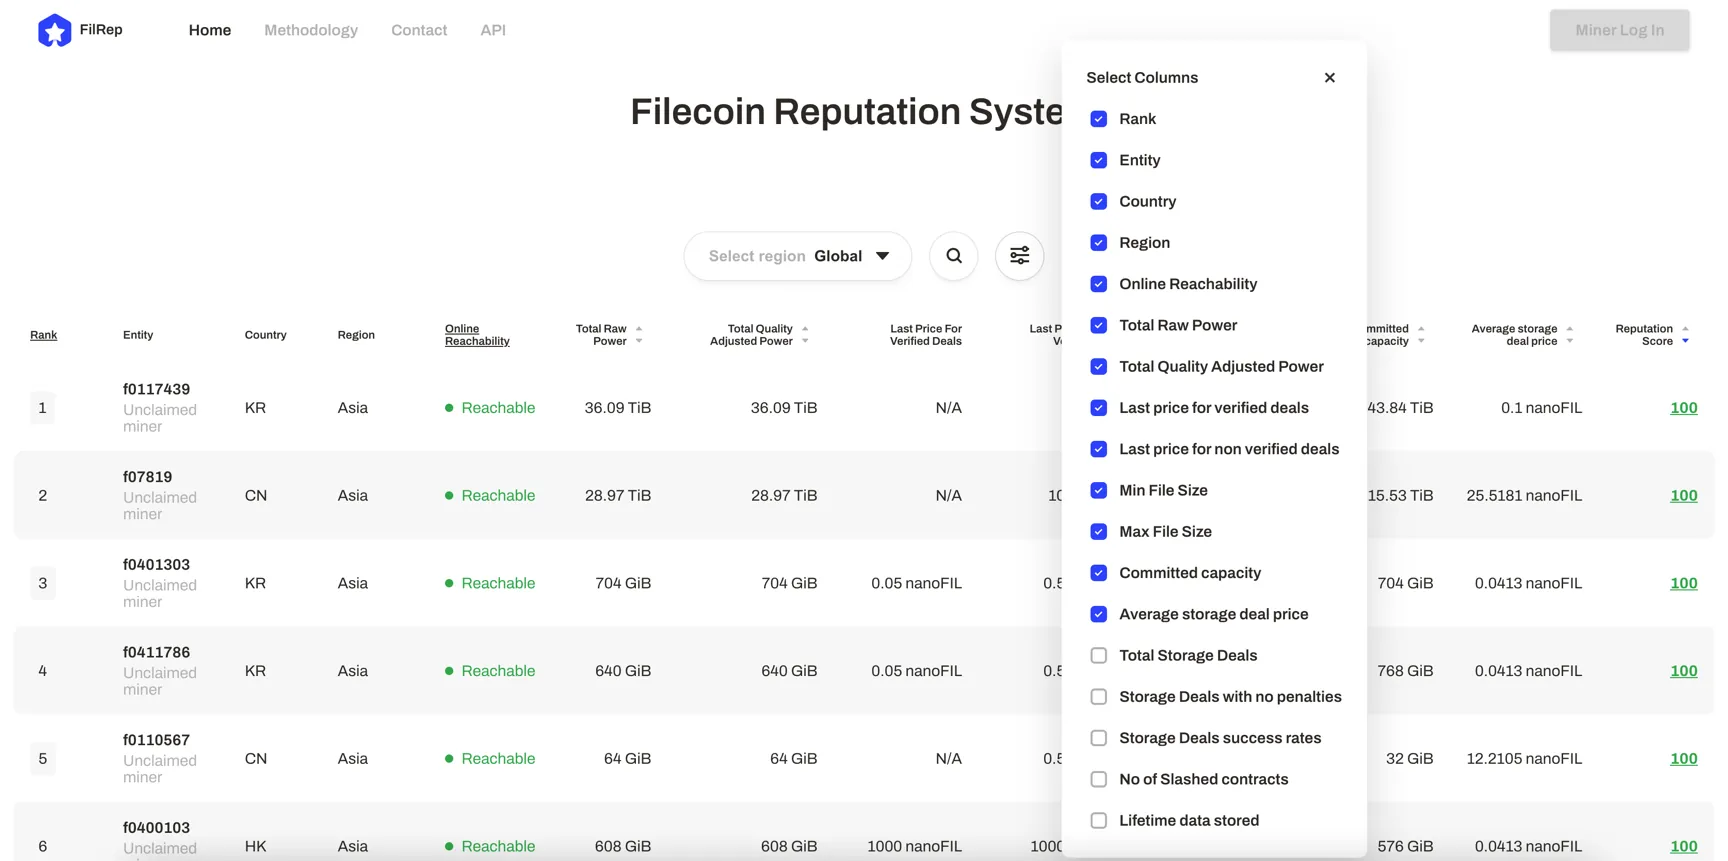 FilRep
Home Methodology Contact API
Miner Log In
Filecoin Reputation Syste
Select region Global
Select Columns
Rank
Entity
Country
Region
Online Reachability
Total Raw Power
Total Quality Adjusted Power
Last price for verified deals
Last price for non verified deals
Min File Size
Max File Size
Committed capacity
Average storage deal price
Total Storage Deals
Storage Deals with no penalties
Storage Deals success rates
No of Slashed contracts
Lifetime data stored
Rank
Entity
Country
Region
Online
Reachability
Total Raw
Power
Total Quality
Adjusted Power
Last Price For
Verified Deals
Last P
Ve
mmitted
capacity
Average storage
deal price
Reputation
Score
1 f0117439 KR Asia Reachable 36.09 TiB 36.09 TiB N/A 43.84 TiB 0.1 nanoFIL 100
Unclaimed
miner
2 f07819 CN Asia Reachable 28.97 TiB 28.97 TiB N/A 10 15.53 TiB 25.5181 nanoFIL 100
Unclaimed
miner
3 f0401303 KR Asia Reachable 704 GiB 704 GiB 0.05 nanoFIL 0.5 704 GiB 0.0413 nanoFIL 100
Unclaimed
miner
4 f0411786 KR Asia Reachable 640 GiB 640 GiB 0.05 nanoFIL 0.5 768 GiB 0.0413 nanoFIL 100
Unclaimed
miner
5 f0110567 CN Asia Reachable 64 GiB 64 GiB N/A 0.5 32 GiB 12.2105 nanoFIL 100
Unclaimed
miner
6 f0400103 HK Asia Reachable 608 GiB 608 GiB 1000 nanoFIL 1000 576 GiB 0.0413 nanoFIL 100
Unclaimed